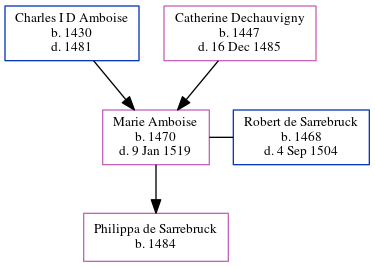 Charles I D Amboise
b. 1430
d. 1481
Catherine Dechauvigny
b. 1447
d. 16 Dec 1485
Marie Amboise
b. 1470
d. 9 Jan 1519
Robert de Sarrebruck
b. 1468
d. 4 Sep 1504
Philippa de Sarrebruck
b. 1484